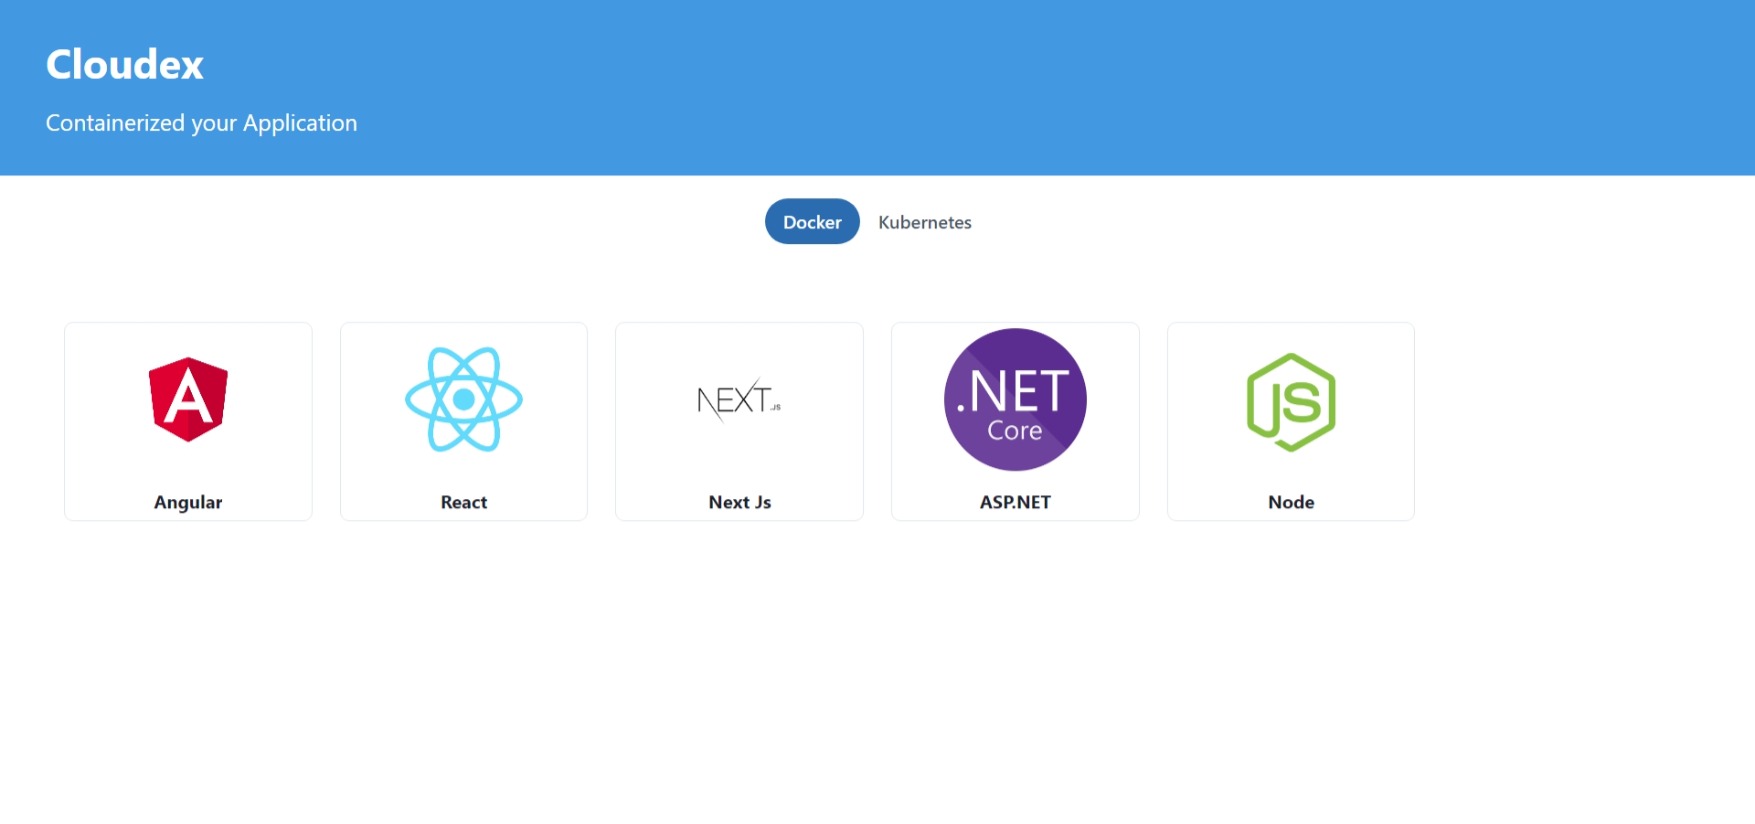 Cloudex
Containerized your Application
Docker Kubernetes
NEXT.JS
.NET
Core
JS
Angular React Next Js ASP.NET Node